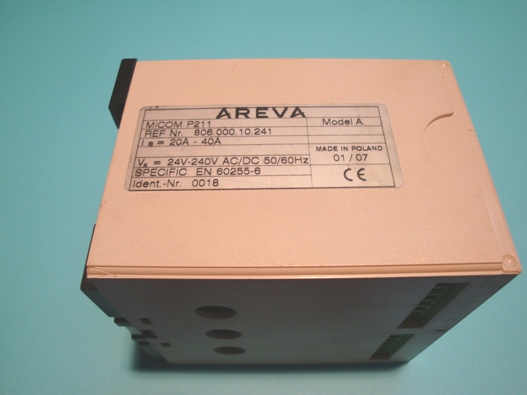 AREVA
MiCOM P211 Model A
REF Nr. 806.000.10.241
IB = 20A - 40A
Vx = 24V-240V AC/DC 50/60Hz MADE IN POLAND
SPECIFIC EN 60255-6 01 / 07
Ident.-Nr. 0018 CE